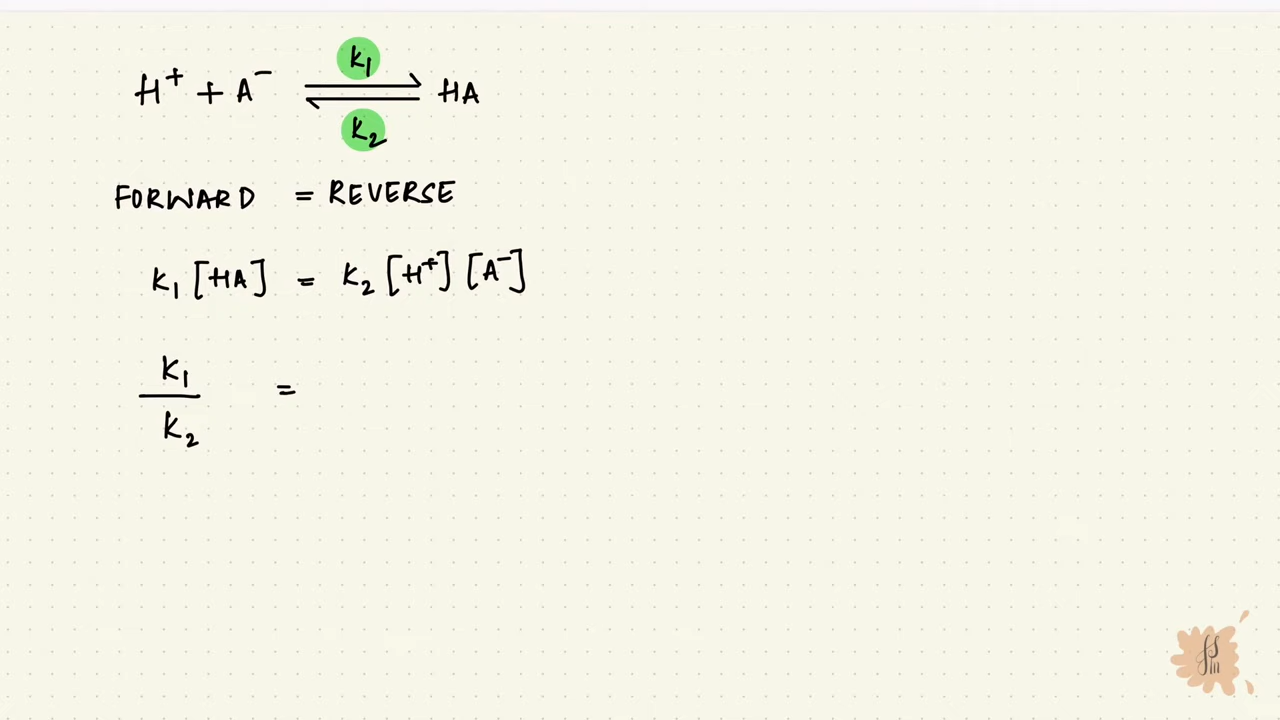 K₁
H⁺ + A⁻ ⇌ HA
K₂
FORWARD = REVERSE
K₁ [HA] = K₂ [H⁺] [A⁻]
K₁
K₂ =